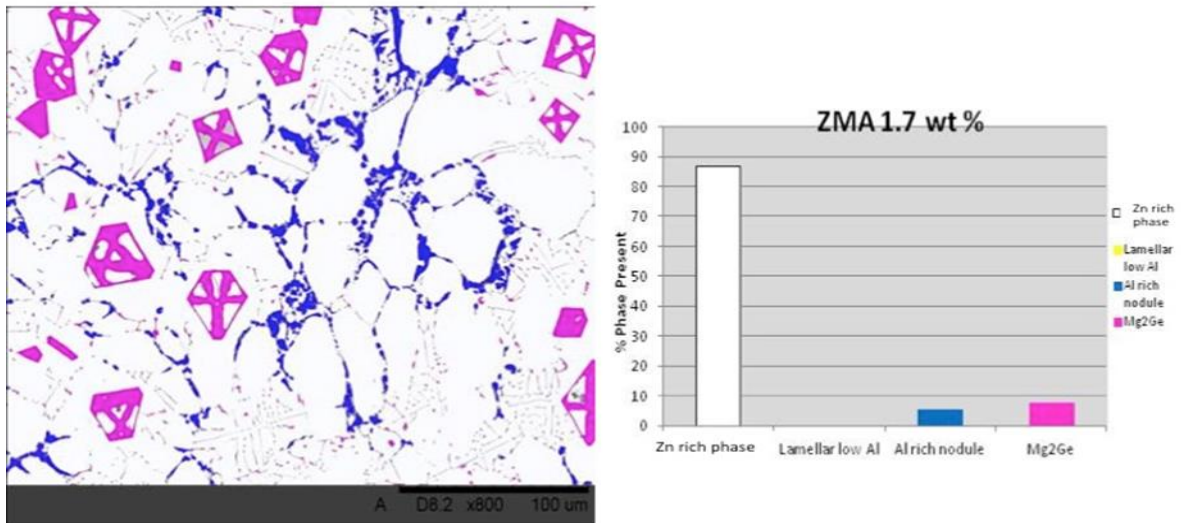 A D8.2 x800 100 um
ZMA 1.7 wt %
% Phase Present
100
90
80
70
60
50
40
30
20
10
0
Zn rich phase
Lamellar low Al
Al rich nodule
Mg2Ge
Zn rich
phase
Lamellar
low Al
Al rich
nodule
Mg2Ge